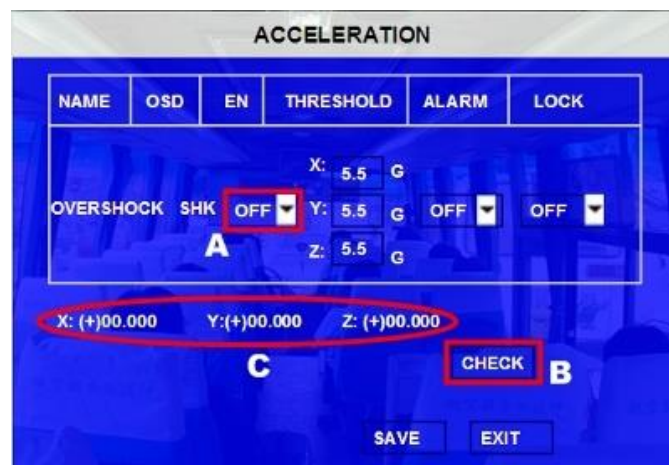 ACCELERATIO
NAME OSD EN THRESHOLD ALARM LOCK
X: 5.5 G
OVERSHOCK SHK OFF Y: 5.5 G OFF OFF
A
Z: 5.5 G
X: (+)00.000 Y:(+)00.000 Z: (+)00.000
C
CHECK B
SAVE EXIT